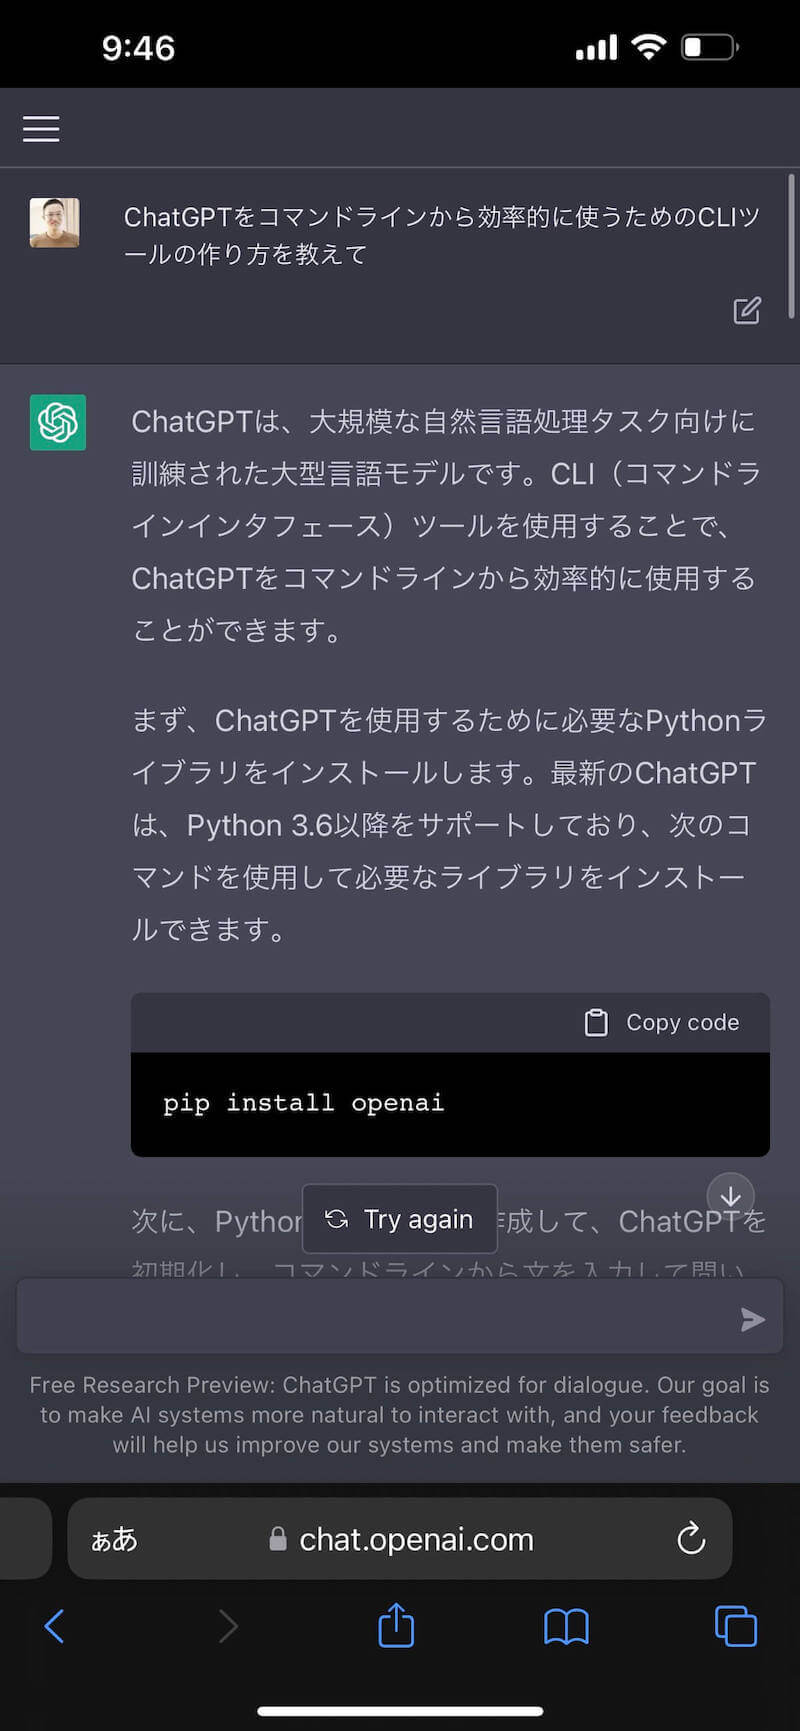 9:46
ChatGPTをコマンドラインから効率的に使うためのCLIツ
ールの作り方を教えて
ChatGPTは、大規模な自然言語処理タスク向けに
訓練された大型言語モデルです。CLI（コマンドラ
インインタフェース）ツールを使用することで、
ChatGPTをコマンドラインから効率的に使用する
ことができます。
まず、ChatGPTを使用するために必要なPythonラ
イブラリをインストールします。最新のChatGPT
は、Python 3.6以降をサポートしており、次のコ
マンドを使用して必要なライブラリをインストー
ルできます。
Copy code
pip install openai
次に、Python
Try again
成して、ChatGPTを
初期化し、コマンドラインから文を入力して問い
Free Research Preview: ChatGPT is optimized for dialogue. Our goal is
to make AI systems more natural to interact with, and your feedback
will help us improve our systems and make them safer.
ぁあ
chat.openai.com